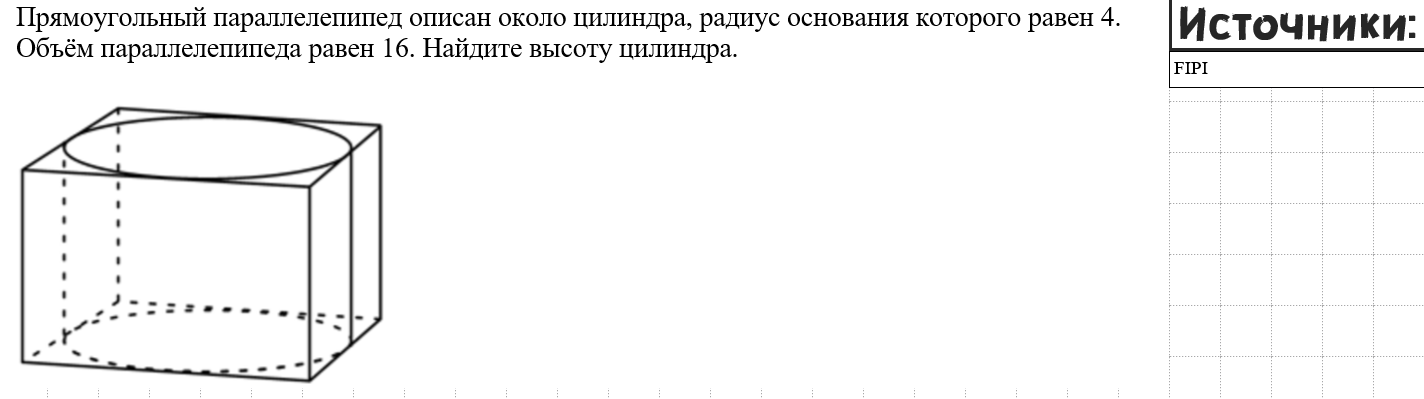 Прямоугольный параллелепипед описан около цилиндра, радиус основания которого равен 4.
Объём параллелепипеда равен 16. Найдите высоту цилиндра.
Источники:
FIPI